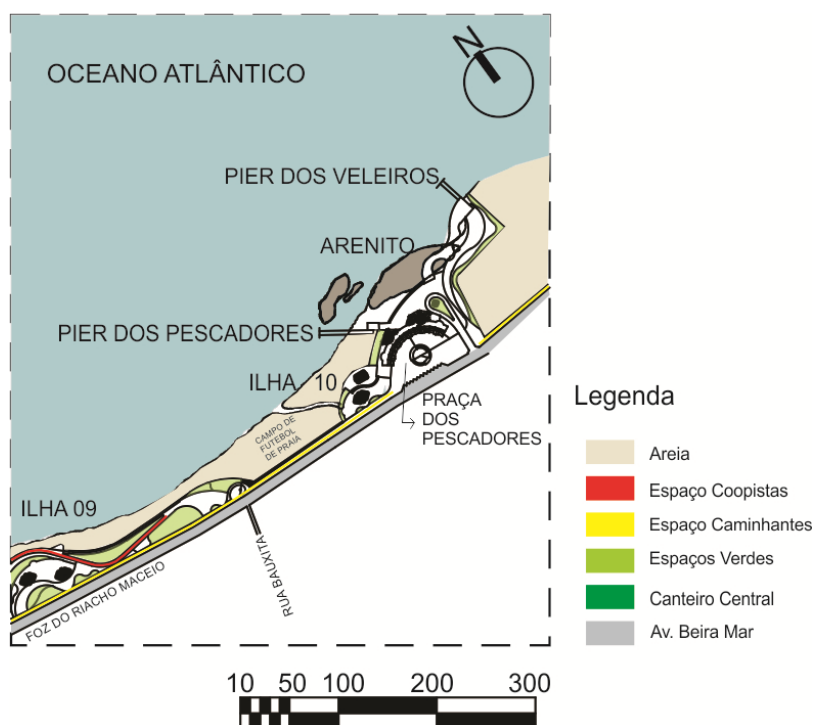 N
OCEANO ATLÂNTICO
PIER DOS VELEIROS
ARENITO
PIER DOS PESCADORES
ILHA 10
PRAÇA
DOS
PESCADORES
CAMPO DE
FUTEBOL
DE PRAIA
ILHA 09
RUA BAUXITA
FOZ DO RIACHO MACEIO
Legenda
Areia
Espaço Coopistas
Espaço Caminhantes
Espaços Verdes
Canteiro Central
Av. Beira Mar
10 50 100 200 300